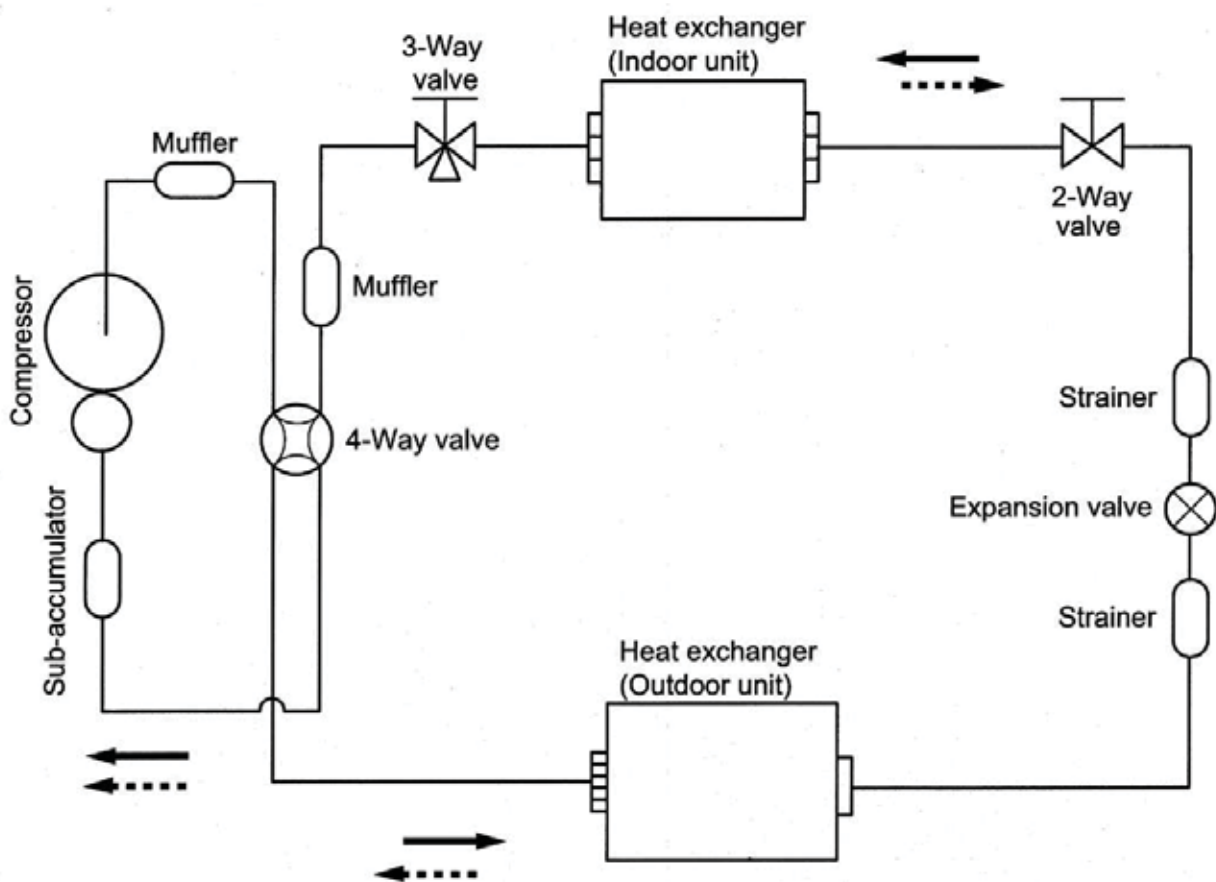 Heat exchanger
(Indoor unit)
3-Way
valve
Muffler
2-Way
valve
Muffler
Compressor
Strainer
4-Way valve
Expansion valve
Sub-accumulator
Strainer
Heat exchanger
(Outdoor unit)